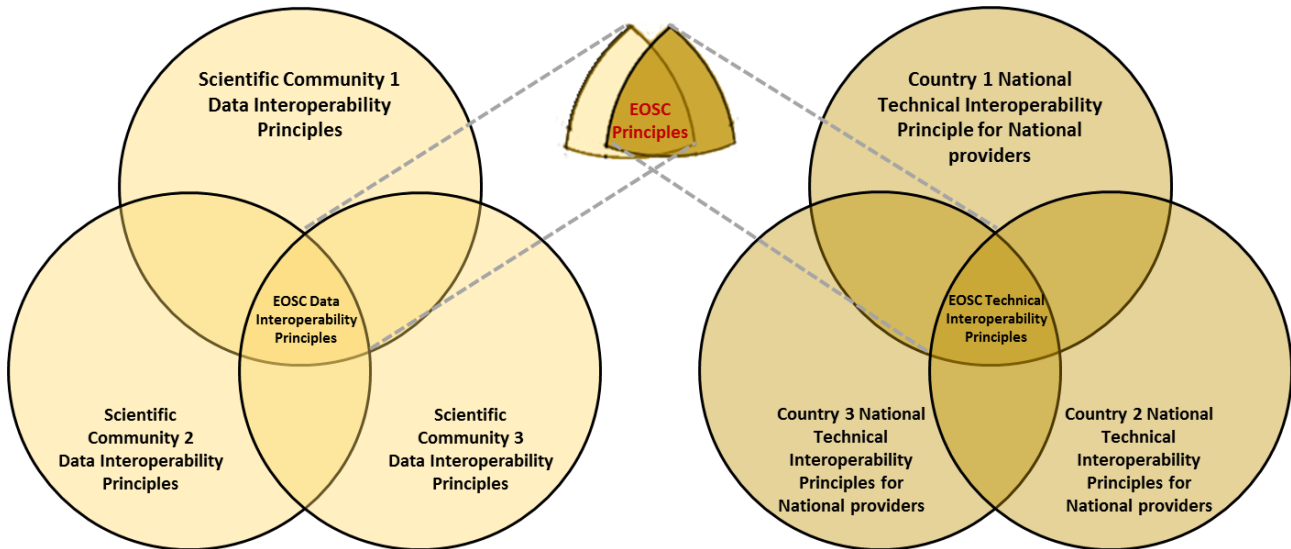 Scientific Community 1
Data Interoperability
Principles
EOSC Data
Interoperability
Principles
Scientific
Community 2
Data Interoperability
Principles
Scientific
Community 3
Data Interoperability
Principles
EOSC
Principles
Country 1 National
Technical Interoperability
Principle for National
providers
EOSC Technical
Interoperability
Principles
Country 3 National
Technical
Interoperability
Principles for
National providers
Country 2 National
Technical
Interoperability
Principles for
National providers